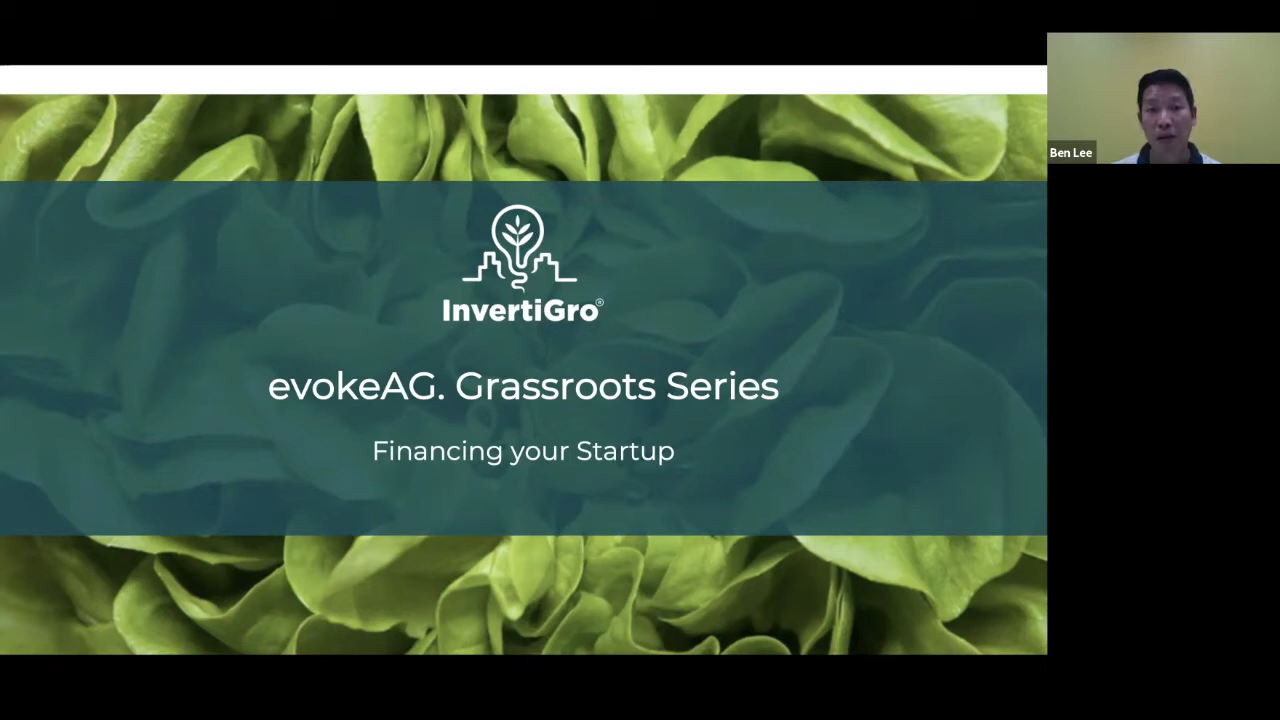 InvertiGro®
evokeAG. Grassroots Series
Financing your Startup
Ben Lee